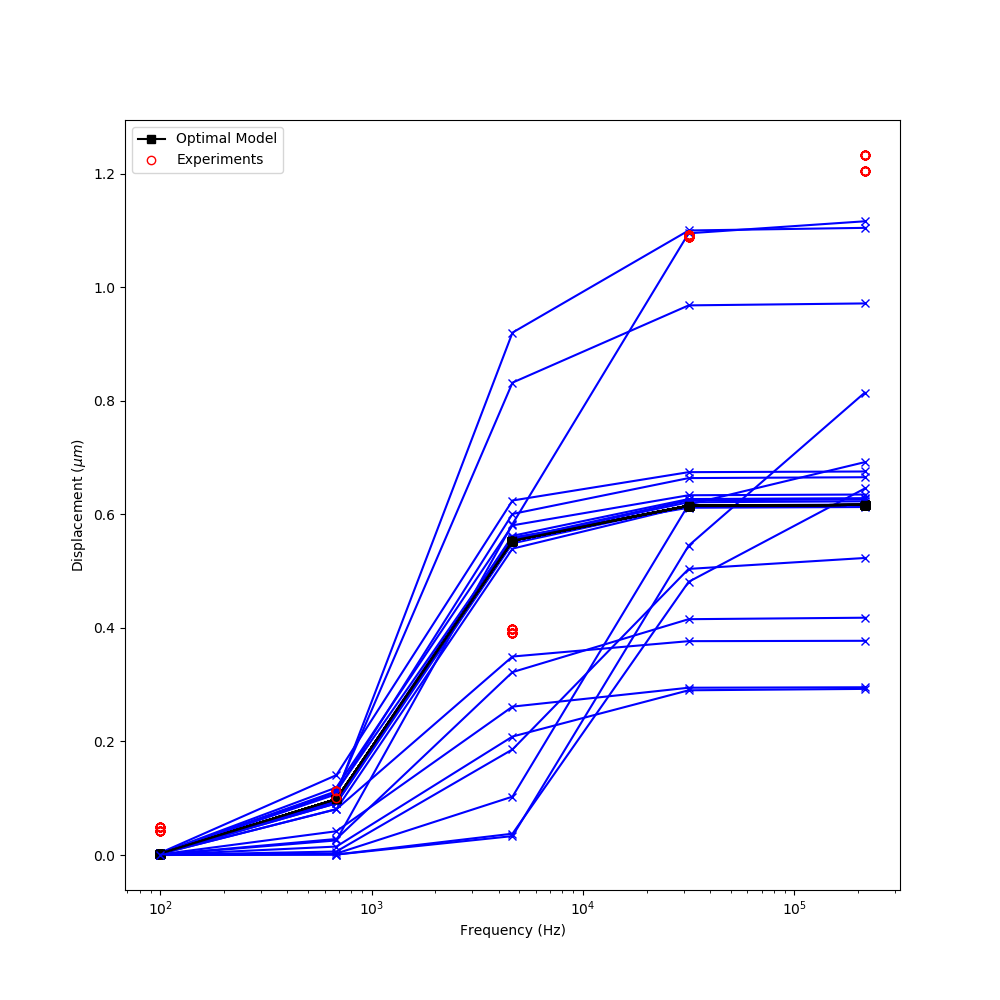 Optimal Model
Experiments
1.2
1.0
0.8
0.6
0.4
0.2
0.0
Displacement (μm)
10²
10³
10⁴
10⁵
Frequency (Hz)